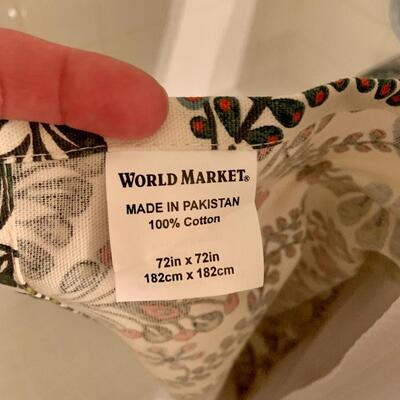 WORLD MARKET®
MADE IN PAKISTAN
100% Cotton
72in x 72in
182cm x 182cm